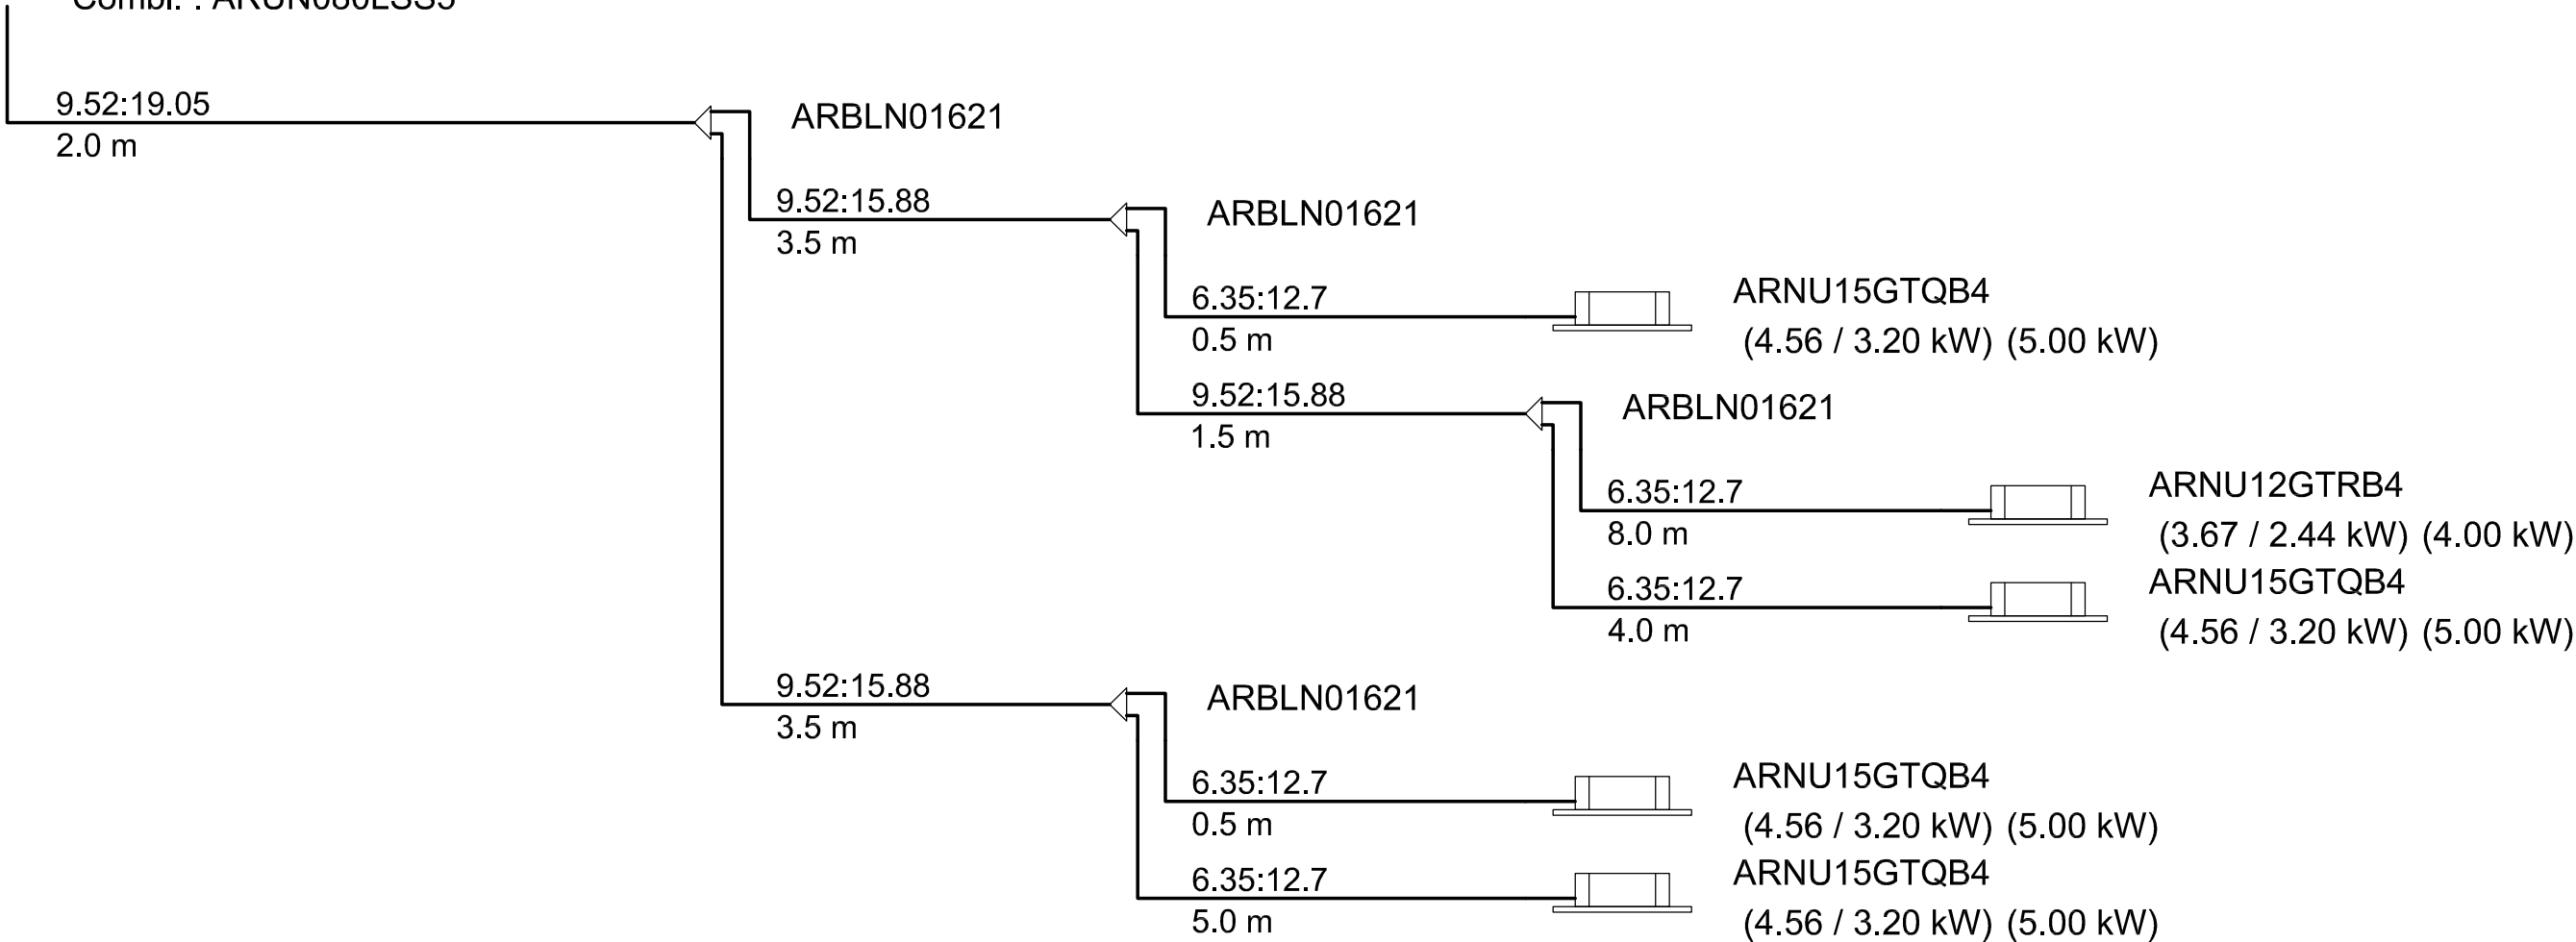 Combi. : ARUN080LSS5
9.52:19.05
2.0 m
ARBLN01621
9.52:15.88
3.5 m
ARBLN01621
6.35:12.7
0.5 m
ARNU15GTQB4
(4.56 / 3.20 kW) (5.00 kW)
9.52:15.88
1.5 m
ARBLN01621
6.35:12.7
8.0 m
ARNU12GTRB4
(3.67 / 2.44 kW) (4.00 kW)
6.35:12.7
4.0 m
ARNU15GTQB4
(4.56 / 3.20 kW) (5.00 kW)
9.52:15.88
3.5 m
ARBLN01621
6.35:12.7
0.5 m
ARNU15GTQB4
(4.56 / 3.20 kW) (5.00 kW)
6.35:12.7
5.0 m
ARNU15GTQB4
(4.56 / 3.20 kW) (5.00 kW)